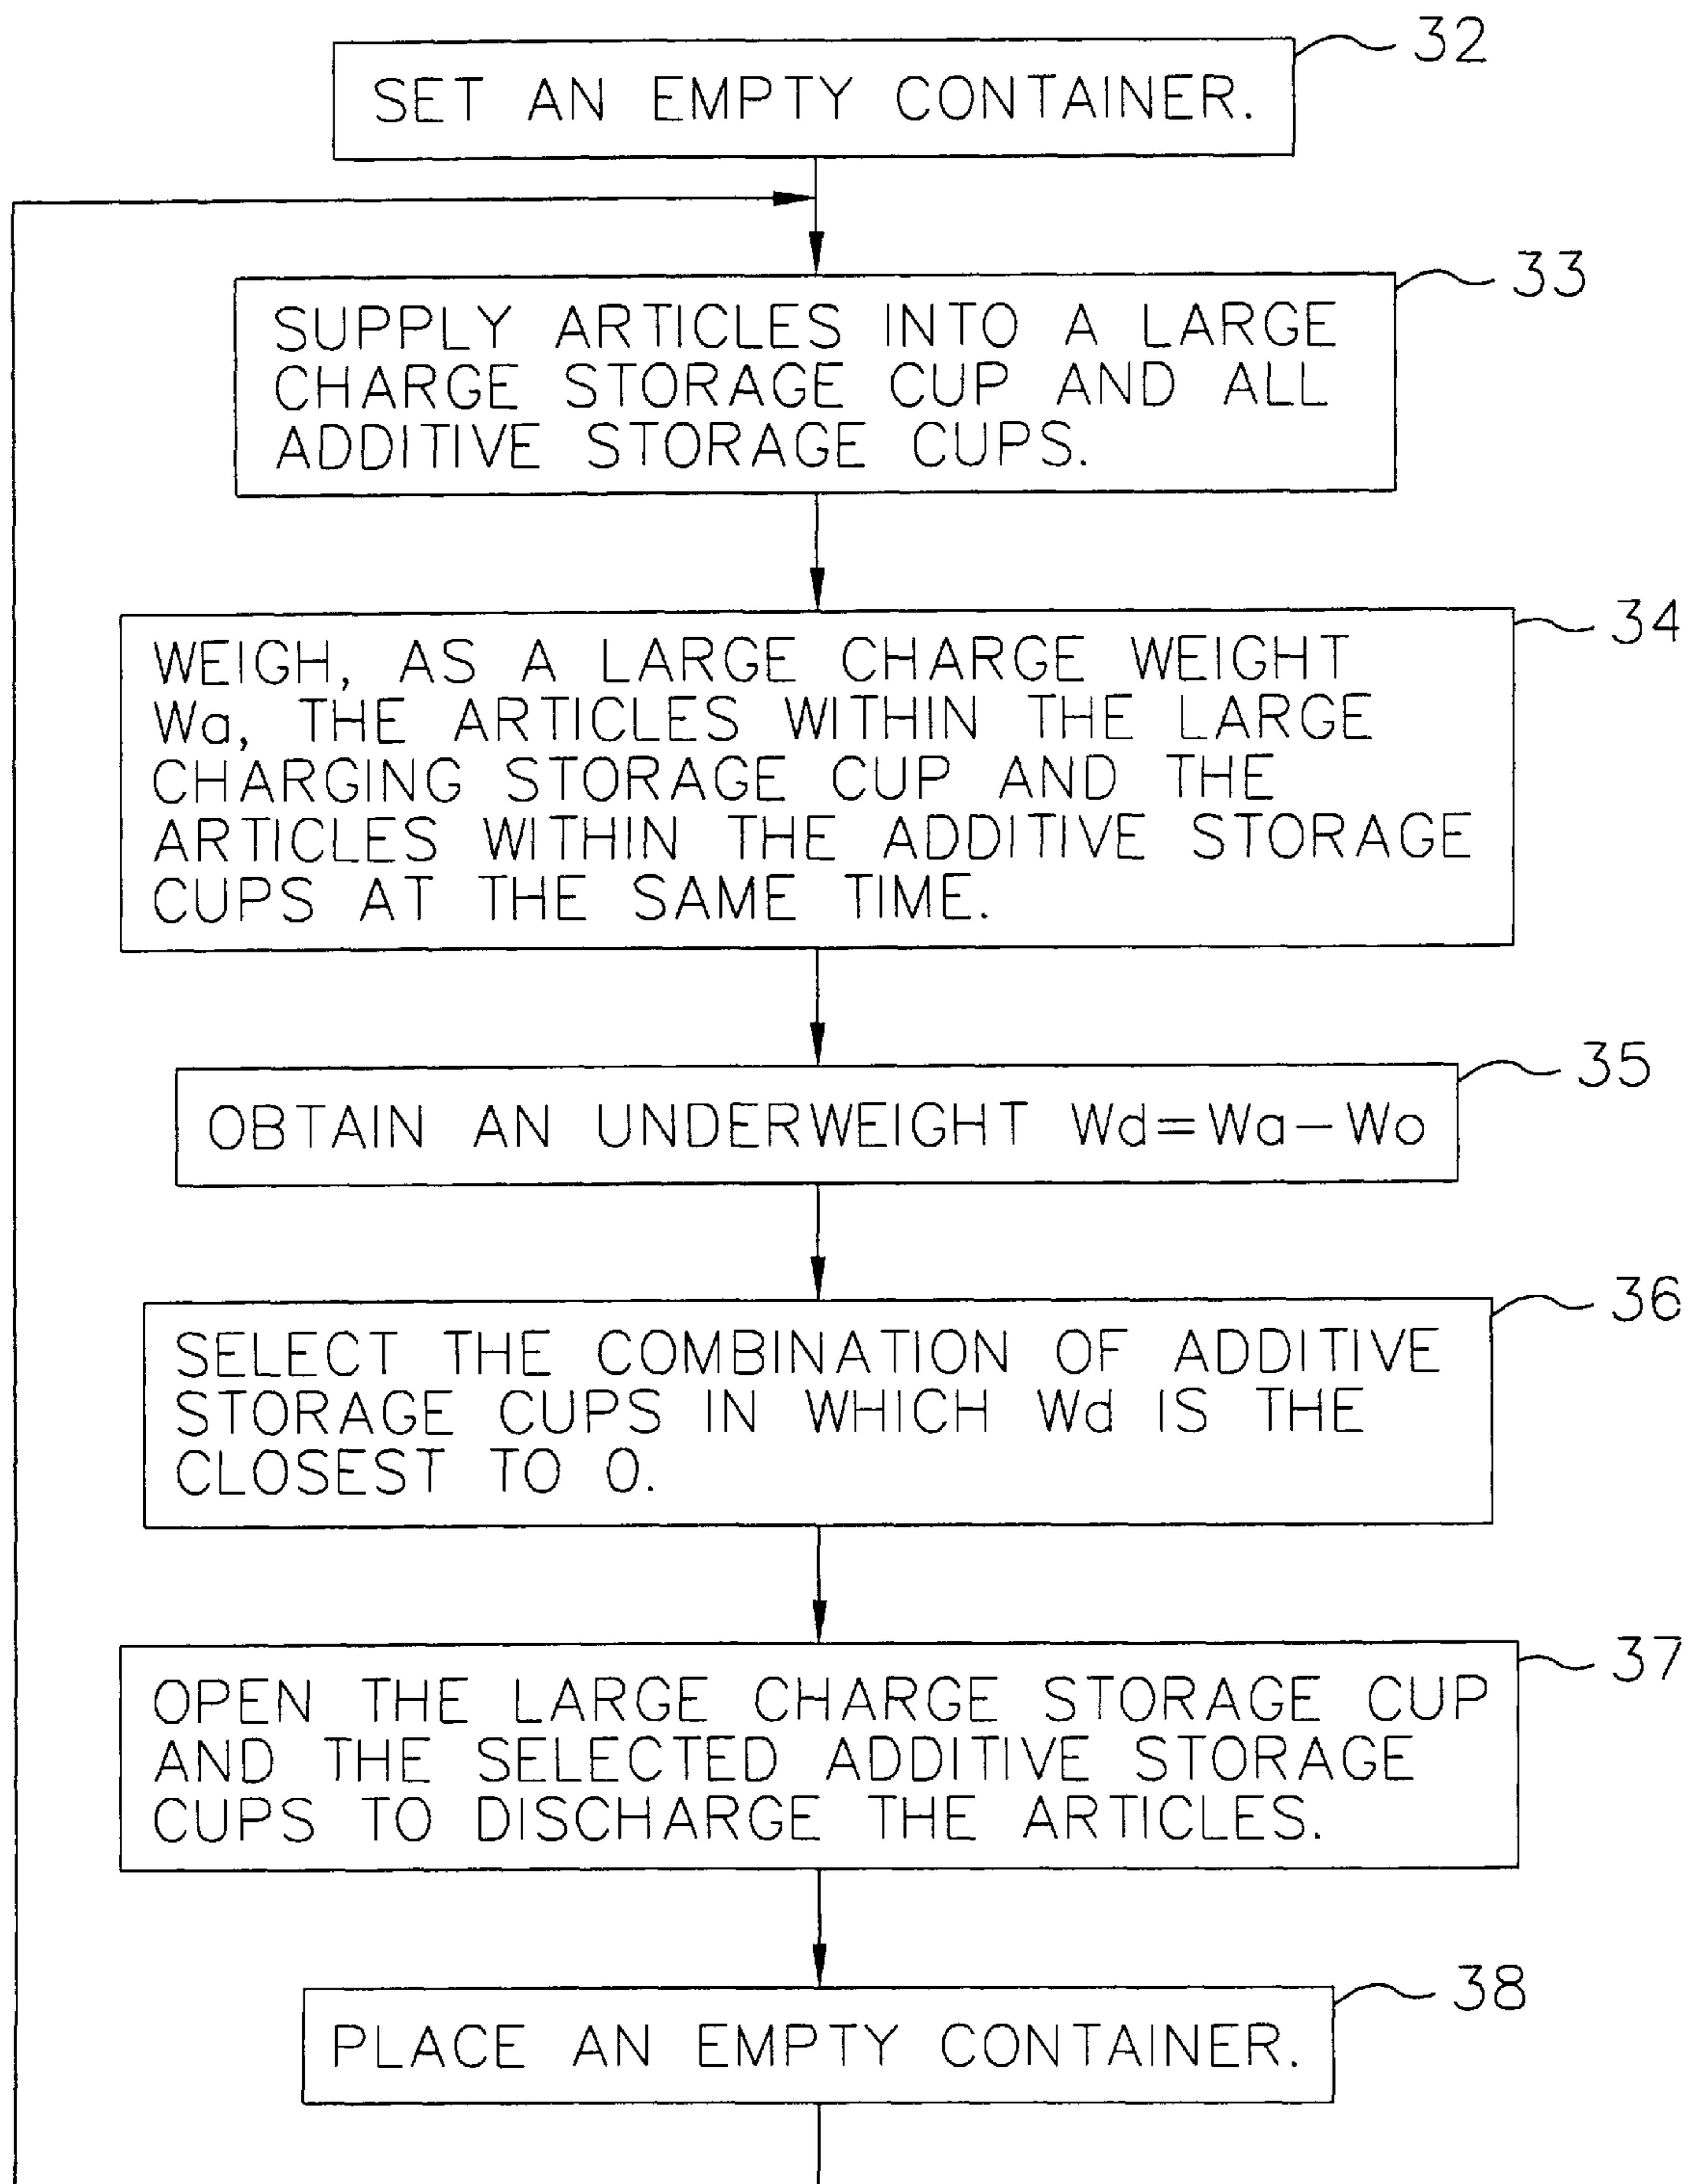 32
SET AN EMPTY CONTAINER.
33
SUPPLY ARTICLES INTO A LARGE
CHARGE STORAGE CUP AND ALL
ADDITIVE STORAGE CUPS.
34
WEIGH, AS A LARGE CHARGE WEIGHT
Wa, THE ARTICLES WITHIN THE LARGE
CHARGING STORAGE CUP AND THE
ARTICLES WITHIN THE ADDITIVE STORAGE
CUPS AT THE SAME TIME.
35
OBTAIN AN UNDERWEIGHT Wd=Wa-Wo
36
SELECT THE COMBINATION OF ADDITIVE
STORAGE CUPS IN WHICH Wd IS THE
CLOSEST TO 0.
37
OPEN THE LARGE CHARGE STORAGE CUP
AND THE SELECTED ADDITIVE STORAGE
CUPS TO DISCHARGE THE ARTICLES.
38
PLACE AN EMPTY CONTAINER.